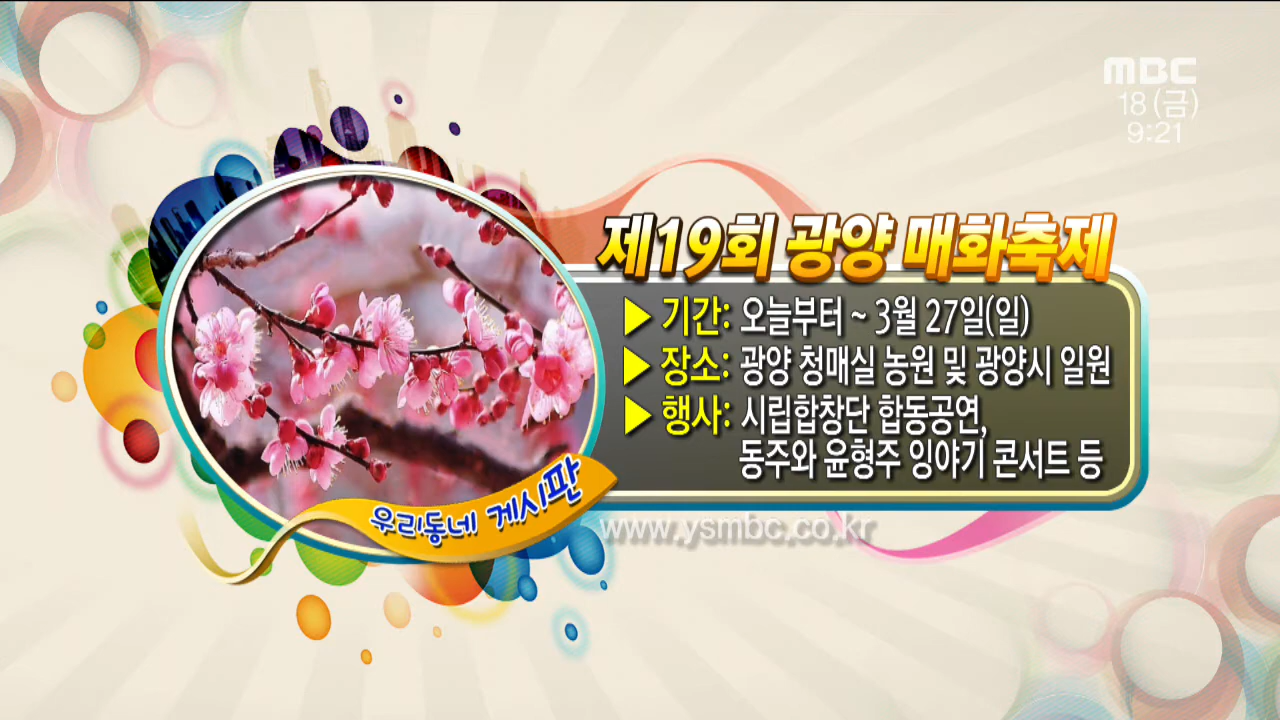 MBC
18 (금)
9:21
제19회 광양 매화축제
▶ 기간: 오늘부터 ~ 3월 27일(일)
▶ 장소: 광양 청매실 농원 및 광양시 일원
▶ 행사: 시립합창단 합동공연,
동주와 윤형주 잉야기 콘서트 등
우리동네 게시판
www.ysmbc.co.kr